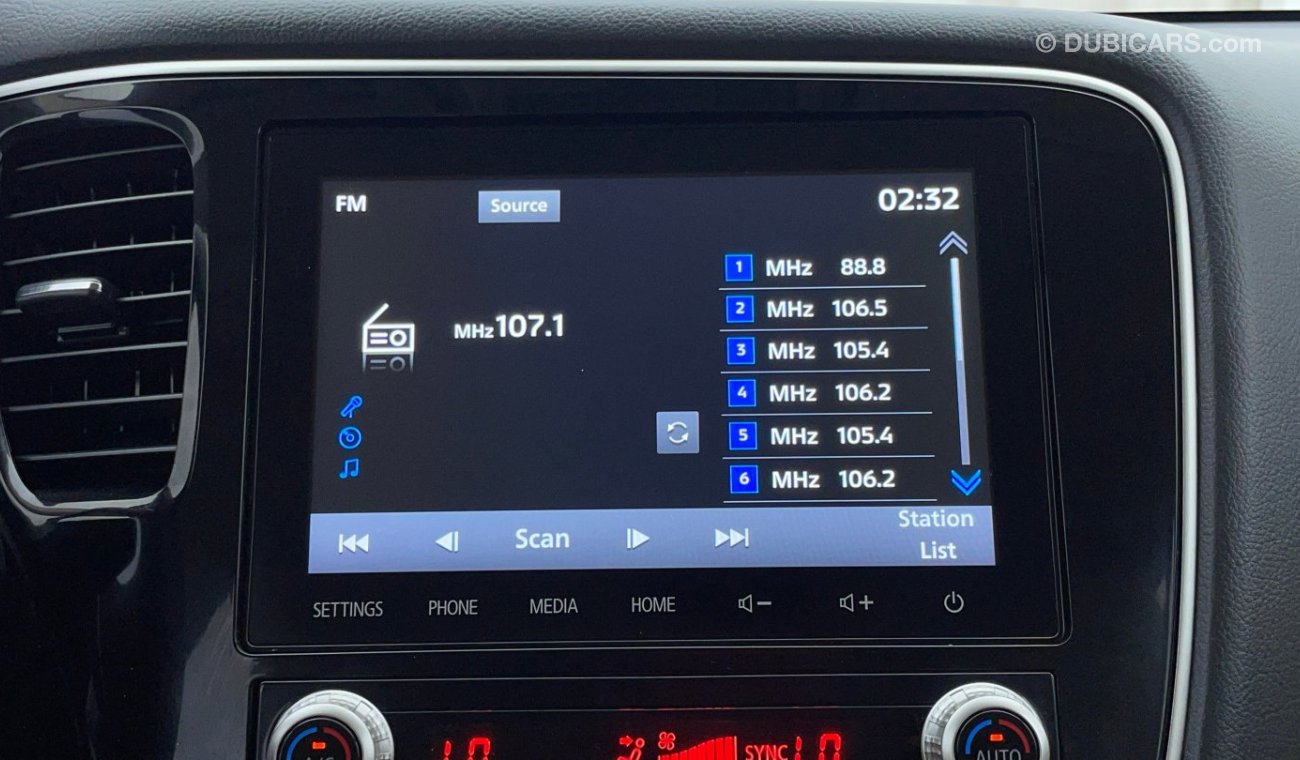 © DUBICARS.com
FM Source 02:32
1 MHz 88.8
2 MHz 106.5
MHz 107.1
3 MHz 105.4
4 MHz 106.2
5 MHz 105.4
6 MHz 106.2
Scan
Station
List
SETTINGS PHONE MEDIA HOME
SYNC
AUTO